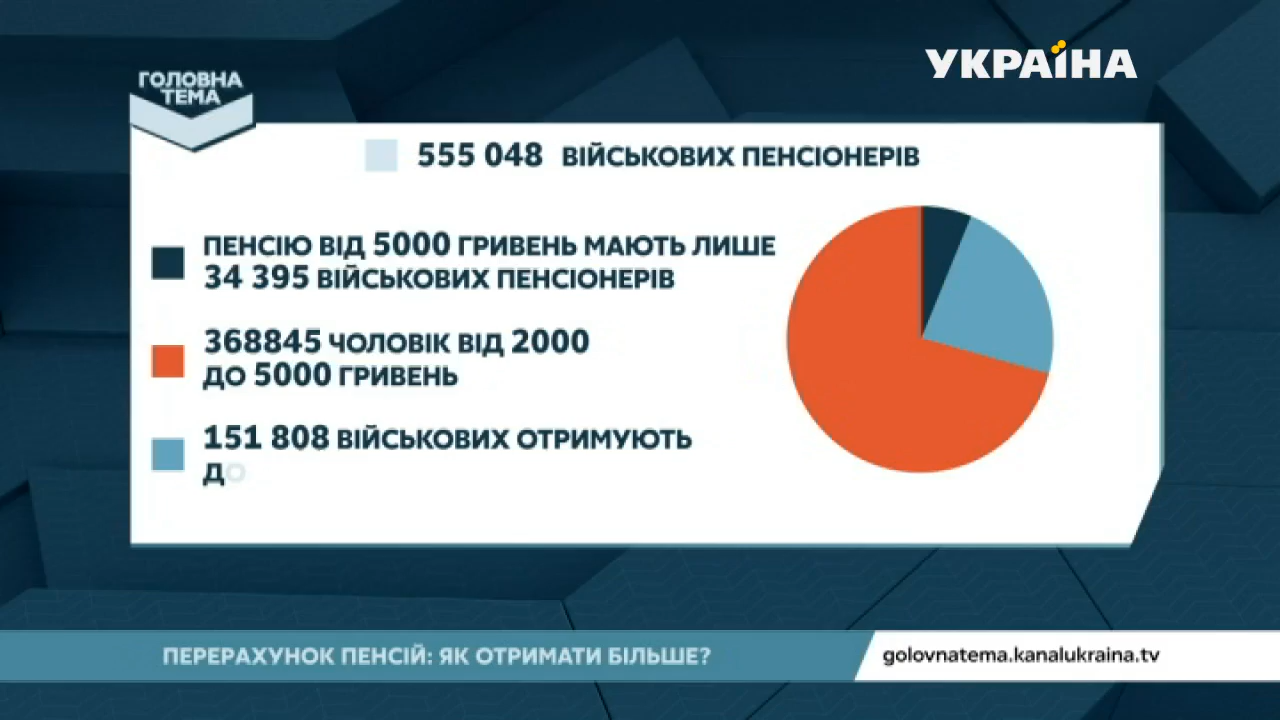 ГОЛОВНА
ТЕМА
УКРАЇНА
555 048 ВІЙСЬКОВИХ ПЕНСІОНЕРІВ
ПЕНСІЮ ВІД 5000 ГРИВЕНЬ МАЮТЬ ЛИШЕ
34 395 ВІЙСЬКОВИХ ПЕНСІОНЕРІВ
368845 ЧОЛОВІК ВІД 2000
ДО 5000 ГРИВЕНЬ
151 808 ВІЙСЬКОВИХ ОТРИМУЮТЬ
ДО
ПЕРЕРАХУНОК ПЕНСІЙ: ЯК ОТРИМАТИ БІЛЬШЕ?
golovnatema.kanalukraina.tv